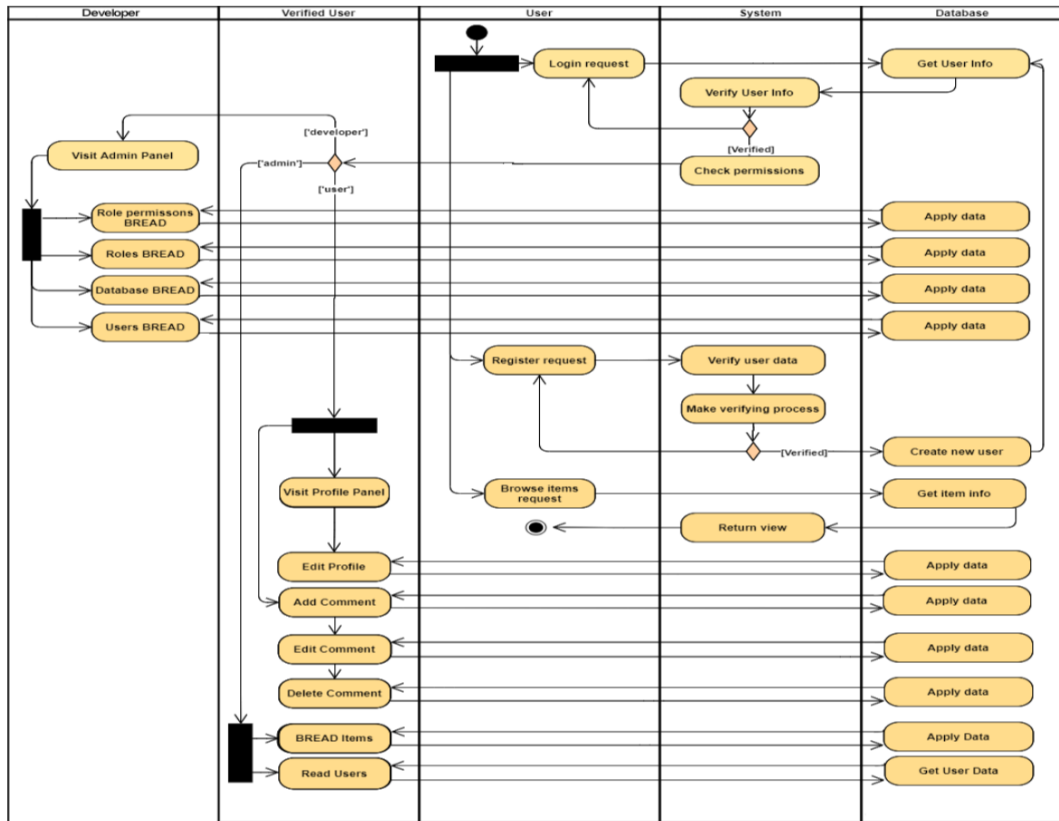 Developer
Verified User
User
System
Database
Login request
Get User Info
Verify User Info
['developer']
[Verified]
Visit Admin Panel
['admin']
Check permissions
['user']
Role permissons
BREAD
Apply data
Roles BREAD
Apply data
Database BREAD
Apply data
Users BREAD
Apply data
Register request
Verify user data
Make verifying process
[Verified]
Create new user
Visit Profile Panel
Browse items
request
Get item info
Return view
Edit Profile
Apply data
Add Comment
Apply data
Edit Comment
Apply data
Delete Comment
Apply data
BREAD Items
Apply Data
Read Users
Get User Data